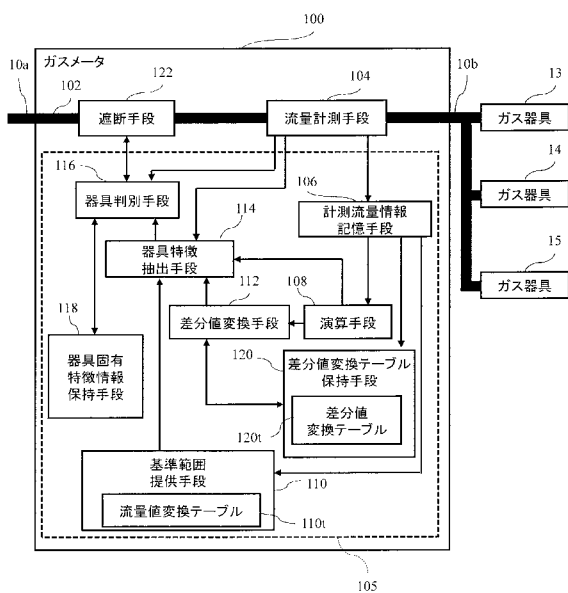 100
ガスメータ
10a
102
122
遮断手段
104
流量計測手段
10b
13
ガス器具
14
ガス器具
15
ガス器具
116
器具判別手段
106
計測流量情報
記憶手段
114
器具特徴
抽出手段
112
差分値変換手段
108
演算手段
118
器具固有
特徴情報
保持手段
120
差分値変換テーブル
保持手段
差分値
変換テーブル
120t
基準範囲
提供手段
110
流量値変換テーブル
110t
105